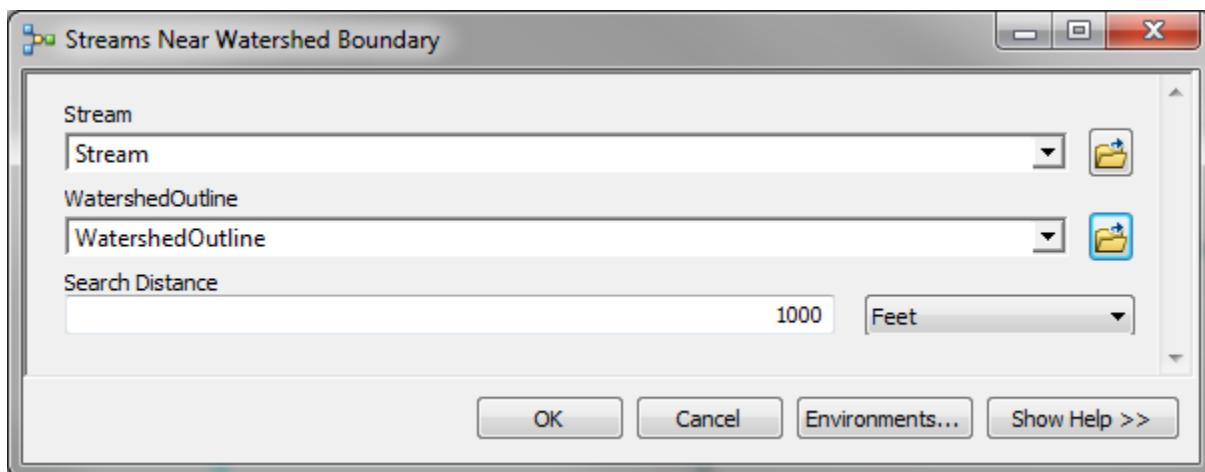 Streams Near Watershed Boundary
Stream
Stream
WatershedOutline
WatershedOutline
Search Distance
1000 Feet
OK Cancel Environments... Show Help >>